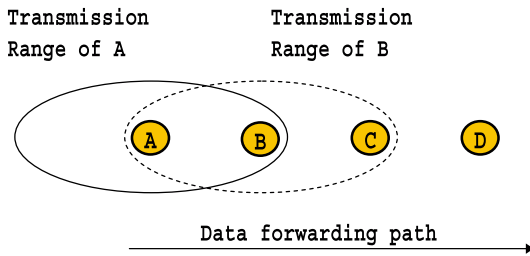 Transmission
Range of A
Transmission
Range of B
A B C D
Data forwarding path